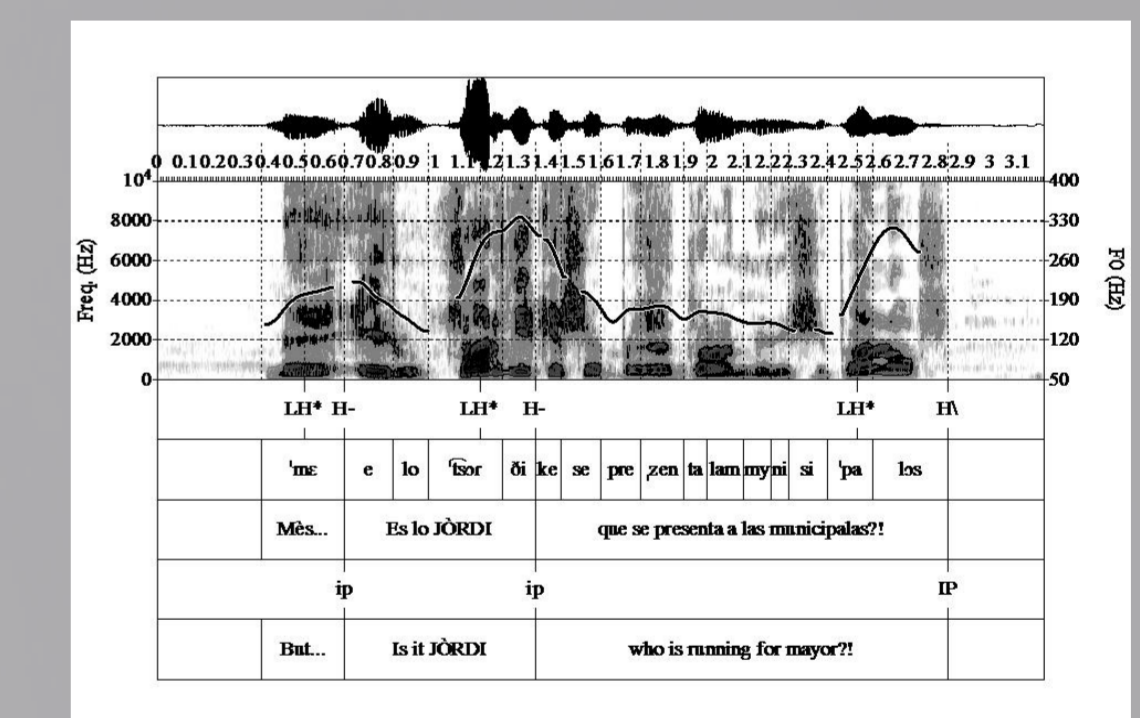 0 0.1 0.2 0.3 0.4 0.5 0.6 0.7 0.8 0.9 1 1.1 1.2 1.3 1.4 1.5 1.6 1.7 1.8 1.9 2 2.1 2.2 2.3 2.4 2.5 2.6 2.7 2.8 2.9 3 3.1
10⁴ 400
8000 330
6000 260
4000 190
2000 120
0 50
Freq. (Hz)
F0 (Hz)
LH* H- LH* H- LH* H\
ˈmɛ e lo ˈt͡sɔr ði ke se pre ˌzen ta lam my ni si ˈpa lɔs
Mès... Es lo JÒRDI que se presenta a las municipalas?!
ip ip IP
But... Is it JÒRDI who is running for mayor?!